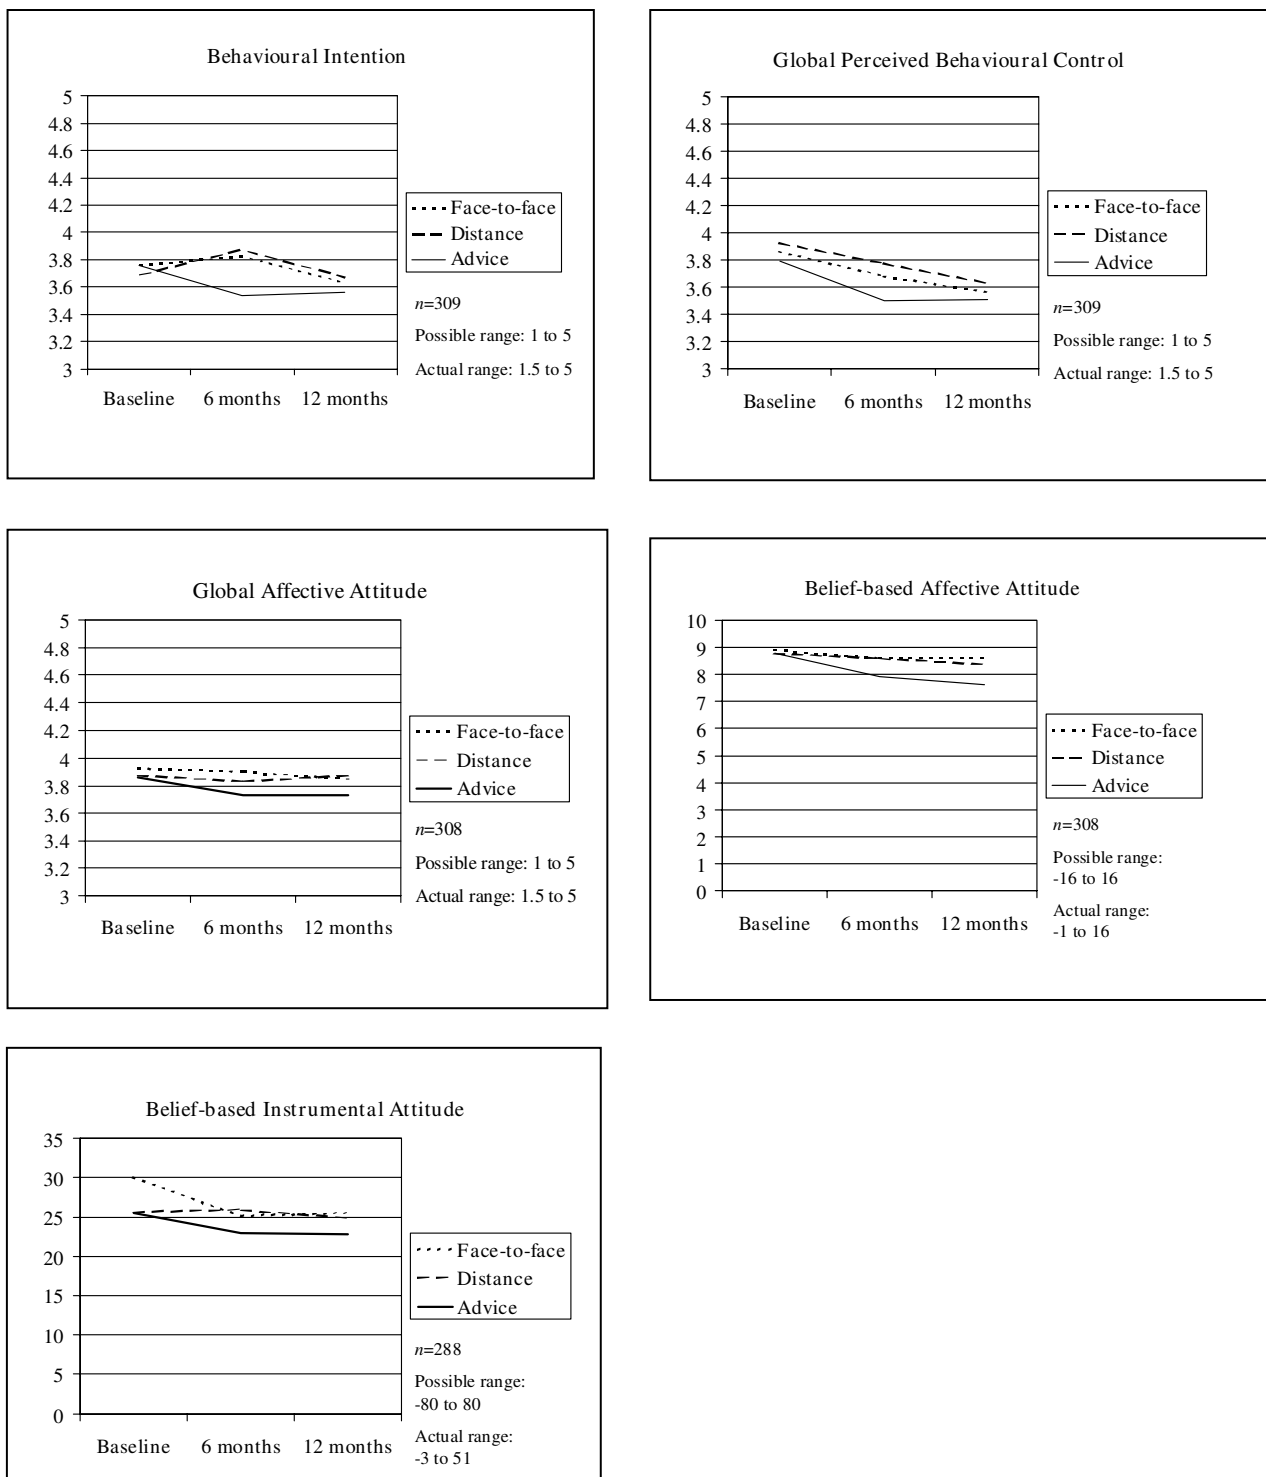 Behavioural Intention
5
4.8
4.6
4.4
4.2
4
3.8
3.6
3.4
3.2
3
Baseline 6 months 12 months
Face-to-face
Distance
Advice
n=309
Possible range: 1 to 5
Actual range: 1.5 to 5
Global Perceived Behavioural Control
5
4.8
4.6
4.4
4.2
4
3.8
3.6
3.4
3.2
3
Baseline 6 months 12 months
Face-to-face
Distance
Advice
n=309
Possible range: 1 to 5
Actual range: 1.5 to 5
Global Affective Attitude
5
4.8
4.6
4.4
4.2
4
3.8
3.6
3.4
3.2
3
Baseline 6 months 12 months
Face-to-face
Distance
Advice
n=308
Possible range: 1 to 5
Actual range: 1.5 to 5
Belief-based Affective Attitude
10
9
8
7
6
5
4
3
2
1
0
Baseline 6 months 12 months
Face-to-face
Distance
Advice
n=308
Possible range:
-16 to 16
Actual range:
-1 to 16
Belief-based Instrumental Attitude
35
30
25
20
15
10
5
0
Baseline 6 months 12 months
Face-to-face
Distance
Advice
n=288
Possible range:
-80 to 80
Actual range:
-3 to 51